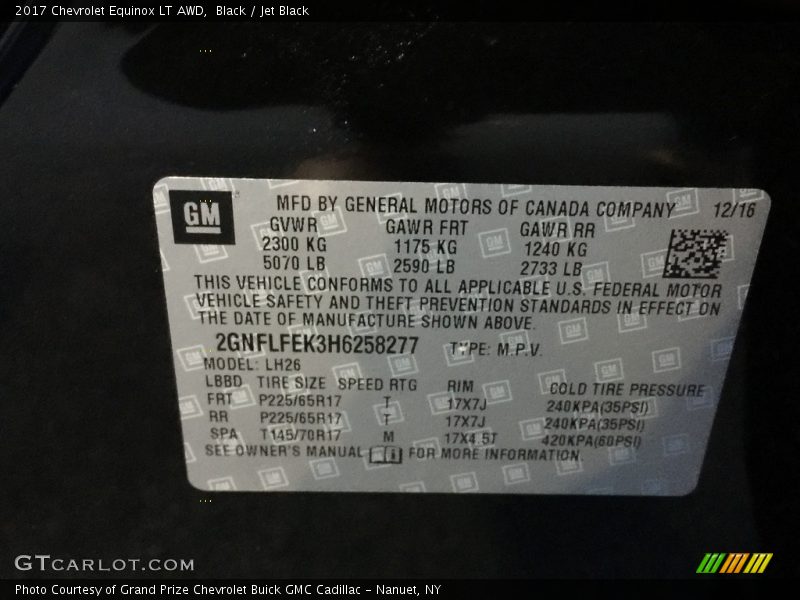 2017 Chevrolet Equinox LT AWD,  Black / Jet Black
GM
MFD BY GENERAL MOTORS OF CANADA COMPANY 12/16
GVWR GAWR FRT GAWR RR
2300 KG 1175 KG 1240 KG
5070 LB 2590 LB 2733 LB
THIS VEHICLE CONFORMS TO ALL APPLICABLE U.S. FEDERAL MOTOR
VEHICLE SAFETY AND THEFT PREVENTION STANDARDS IN EFFECT ON
THE DATE OF MANUFACTURE SHOWN ABOVE.
2GNFLFEK3H6258277 TYPE: M.P.V.
MODEL: LH26
LBBD TIRE SIZE SPEED RTG RIM COLD TIRE PRESSURE
FRT P225/65R17 T 17X7J 240KPA(35PSI)
RR P225/65R17 T 17X7J 240KPA(35PSI)
SPA T145/70R17 M 17X4.5T 420KPA(60PSI)
SEE OWNER'S MANUAL FOR MORE INFORMATION.
GTCARLOT.COM
Photo Courtesy of Grand Prize Chevrolet Buick GMC Cadillac - Nanuet, NY